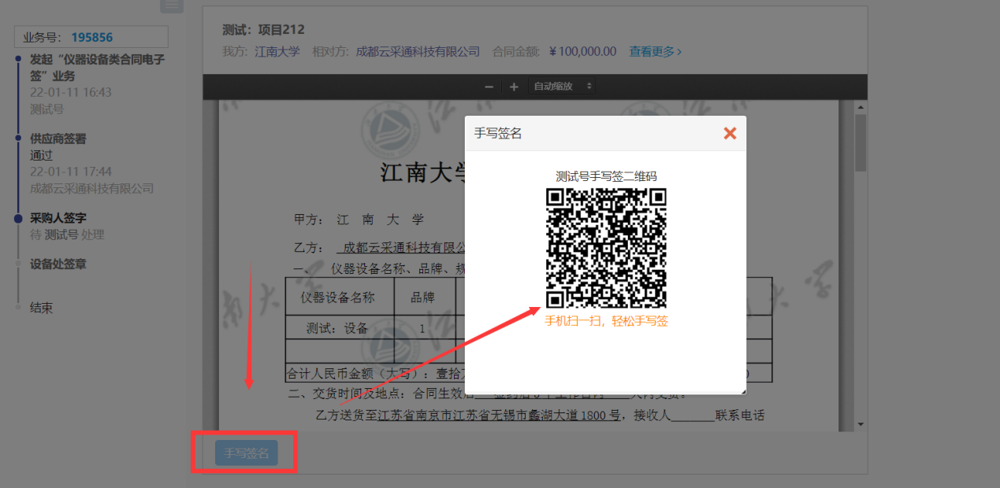 业务号： 195856
发起“仪器设备类合同电子
签”业务
22-01-11 16:43
测试号
供应商签署
通过
22-01-11 17:44
成都云采通科技有限公司
采购人签字
待 测试号 处理
设备处签章
结束
测试：项目212
我方： 江南大学 相对方： 成都云采通科技有限公司 合同金额: ￥100,000.00 查看更多 ›
− + 自动缩放
江南大学
甲方： 江 南 大 学
乙方： 成都云采通科技有限公
一、 仪器设备名称、品牌、规
仪器设备名称 品牌
测试：设备 1
合计人民币金额（大写）：壹拾
二、交货时间及地点：合同生效后
乙方送货至江苏省南京市江苏省无锡市蠡湖大道 1800 号，接收人______联系电话
手写签名
测试号手写签二维码
手机扫一扫，轻松手写签
手写签名